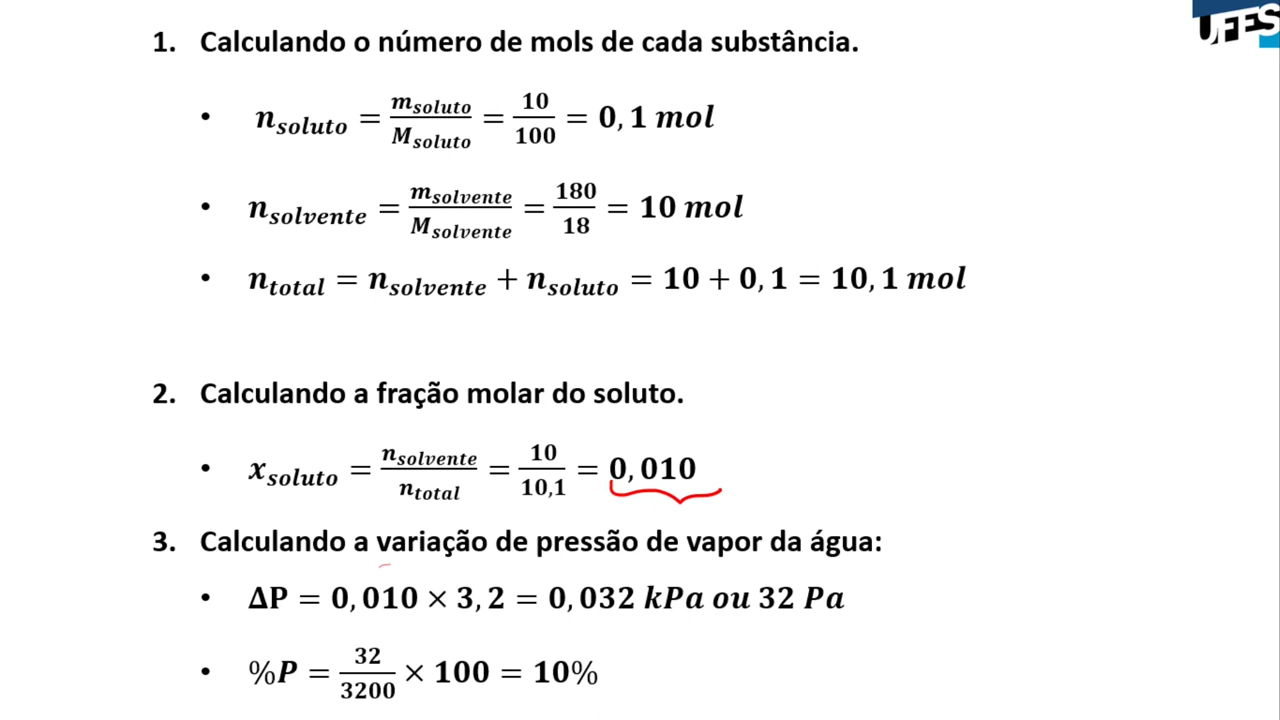 UFES
1. Calculando o número de mols de cada substância.
• n_soluto = m_soluto / M_soluto = 10 / 100 = 0,1 mol
• n_solvente = m_solvente / M_solvente = 180 / 18 = 10 mol
• n_total = n_solvente + n_soluto = 10 + 0,1 = 10,1 mol
2. Calculando a fração molar do soluto.
• x_soluto = n_solvente / n_total = 10 / 10,1 = 0,010
3. Calculando a variação de pressão de vapor da água:
• ΔP = 0,010 × 3,2 = 0,032 kPa ou 32 Pa
• %P = 32 / 3200 × 100 = 10%